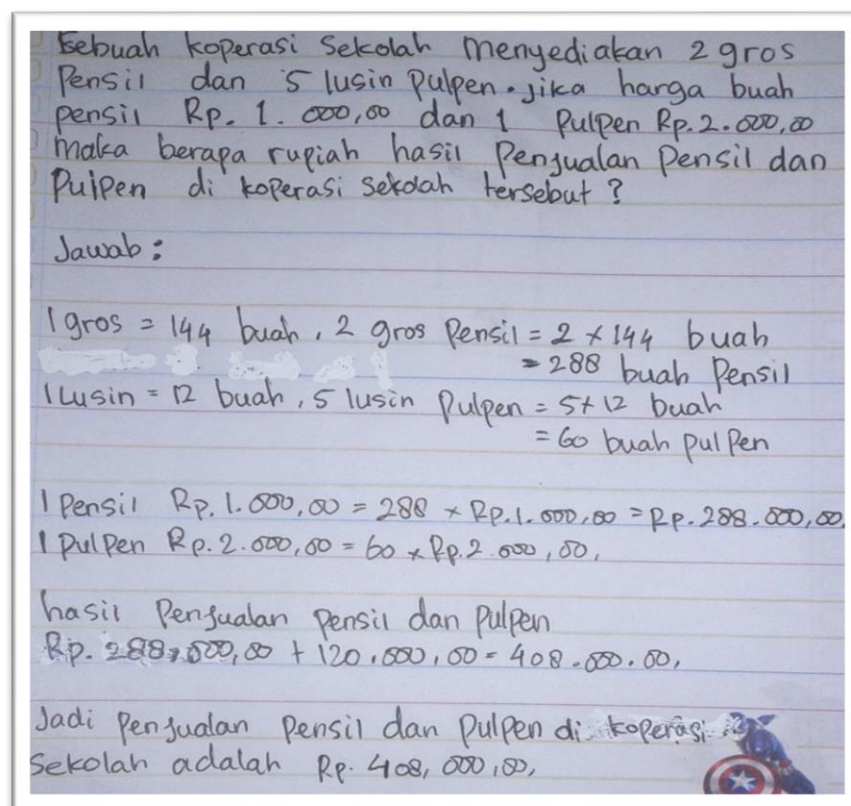 Sebuah koperasi sekolah menyediakan 2 gros
Pensil dan 5 lusin Pulpen. Jika harga buah
pensil Rp. 1.000,00 dan 1 Pulpen Rp.2.000,00
maka berapa rupiah hasil Penjualan Pensil dan
Pulpen di koperasi sekolah tersebut ?
Jawab :
1 gros = 144 buah, 2 gros Pensil = 2 x 144 buah
= 288 buah Pensil
1 Lusin = 12 buah, 5 lusin Pulpen = 5 x 12 buah
= 60 buah pulPen
1 Pensil Rp. 1.000,00 = 288 x Rp.1.000,00 = Rp.288.000,00.
1 pulPen Rp.2.000,00 = 60 x Rp.2.000,00.
hasil Penjualan pensil dan pulpen
Rp. 288,000,00 + 120.000,00 = 408.000.00,
Jadi Penjualan Pensil dan Pulpen di koperasi
Sekolah adalah Rp. 408,000,00,